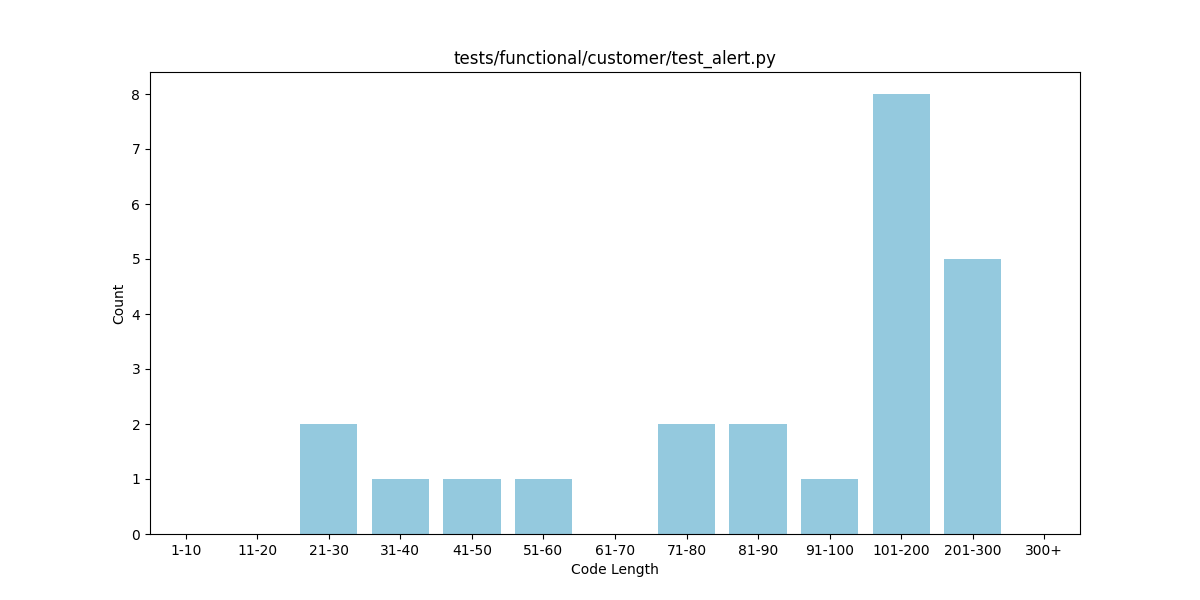 tests/functional/customer/test_alert.py
8
7
6
5
4
3
2
1
0
Count
1-10 11-20 21-30 31-40 41-50 51-60 61-70 71-80 81-90 91-100 101-200 201-300 300+
Code Length